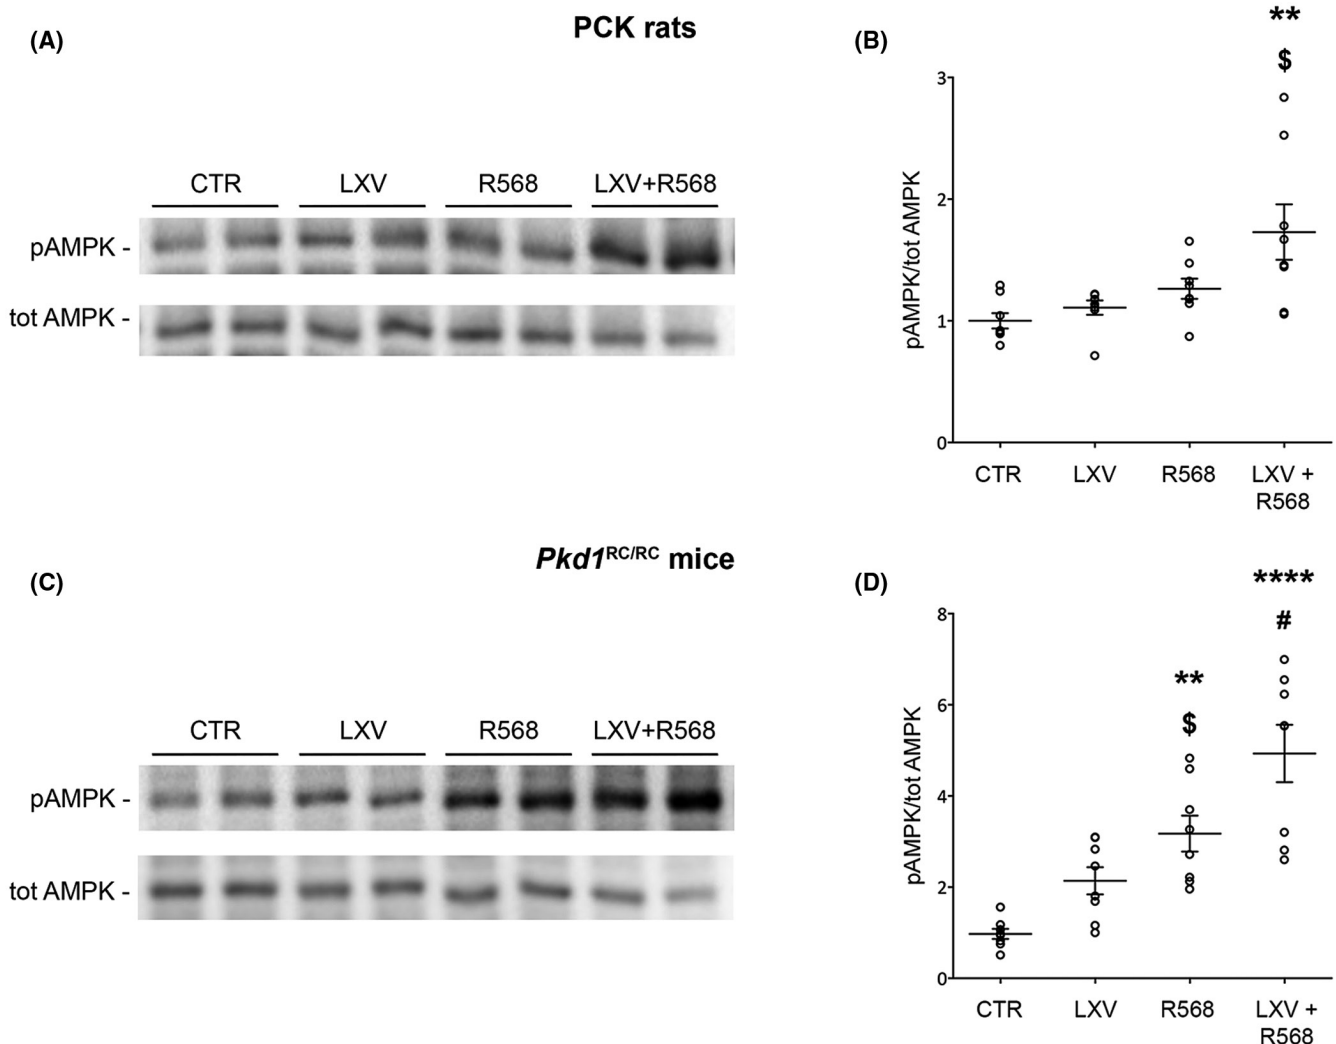 PCK rats
(A)
CTR LXV R568 LXV+R568
pAMPK -
tot AMPK -
(B)
**
$
3
2
1
0
pAMPK/tot AMPK
CTR LXV R568 LXV +
R568
Pkd1RC/RC mice
(C)
CTR LXV R568 LXV+R568
pAMPK -
tot AMPK -
(D)
****
#
**
$
8
6
4
2
0
pAMPK/tot AMPK
CTR LXV R568 LXV +
R568